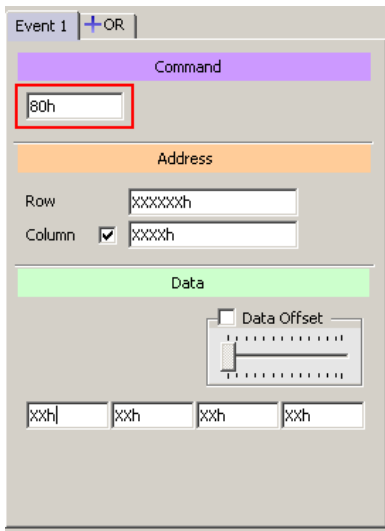 Event 1 +OR
Command
80h
Address
Row XXXXXXh
Column XXXXh
Data
Data Offset
XXh XXh XXh XXh